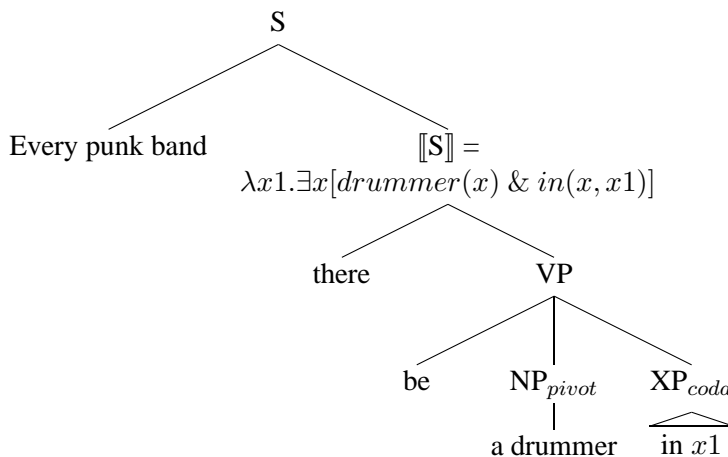 S
Every punk band
⟦S⟧ =
λx1.∃x[drummer(x) & in(x, x1)]
there
VP
be
NP_pivot
XP_coda
a drummer
in x1